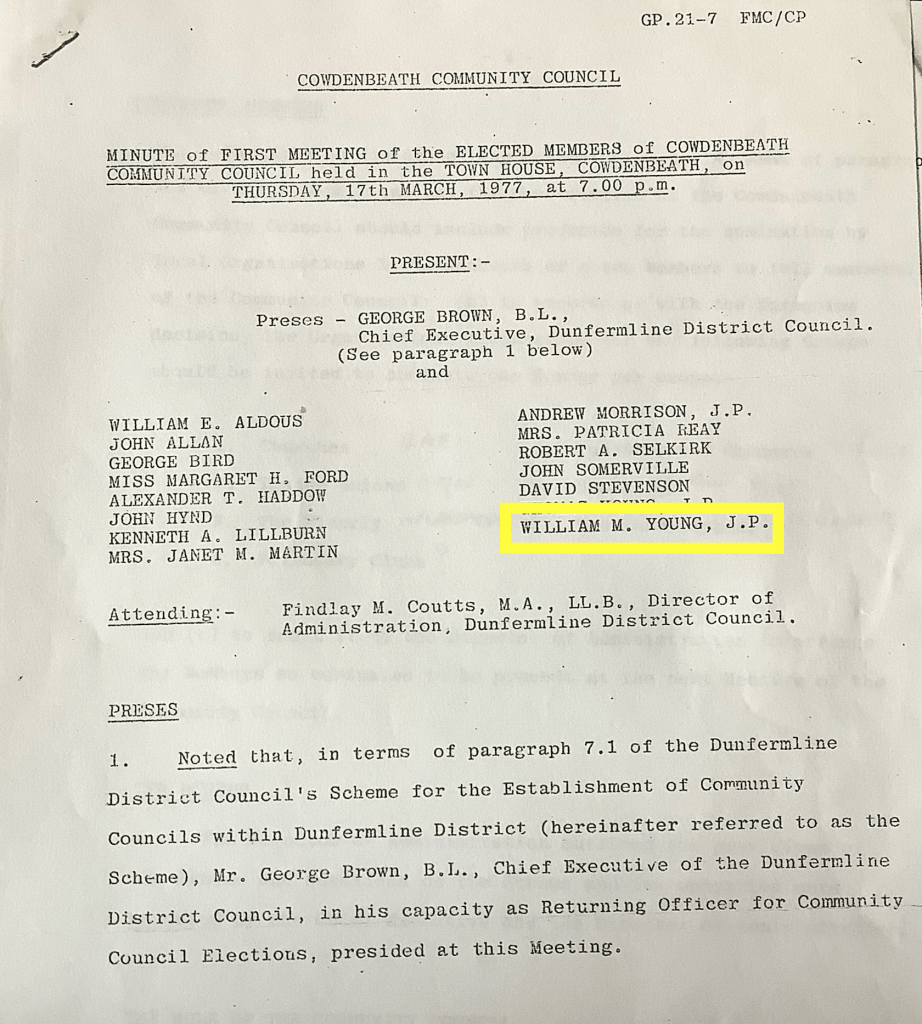 GP.21-7 FMC/CP
COWDENBEATH COMMUNITY COUNCIL
MINUTE of FIRST MEETING of the ELECTED MEMBERS of COWDENBEATH
COMMUNITY COUNCIL held in the TOWN HOUSE, COWDENBEATH, on
THURSDAY, 17th MARCH, 1977, at 7.00 p.m.
PRESENT:-
Preses - GEORGE BROWN, B.L.,
Chief Executive, Dunfermline District Council.
(See paragraph 1 below)
and
WILLIAM E. ALDOUS
JOHN ALLAN
GEORGE BIRD
MISS MARGARET H. FORD
ALEXANDER T. HADDOW
JOHN HYND
KENNETH A. LILLBURN
MRS. JANET M. MARTIN
ANDREW MORRISON, J.P.
MRS. PATRICIA REAY
ROBERT A. SELKIRK
JOHN SOMERVILLE
DAVID STEVENSON
WILLIAM M. YOUNG, J.P.
Attending:- Findlay M. Coutts, M.A., LL.B., Director of
Administration, Dunfermline District Council.
PRESES
1. Noted that, in terms of paragraph 7.1 of the Dunfermline
District Council's Scheme for the Establishment of Community
Councils within Dunfermline District (hereinafter referred to as the
Scheme), Mr. George Brown, B.L., Chief Executive of the Dunfermline
District Council, in his capacity as Returning Officer for Community
Council Elections, presided at this Meeting.